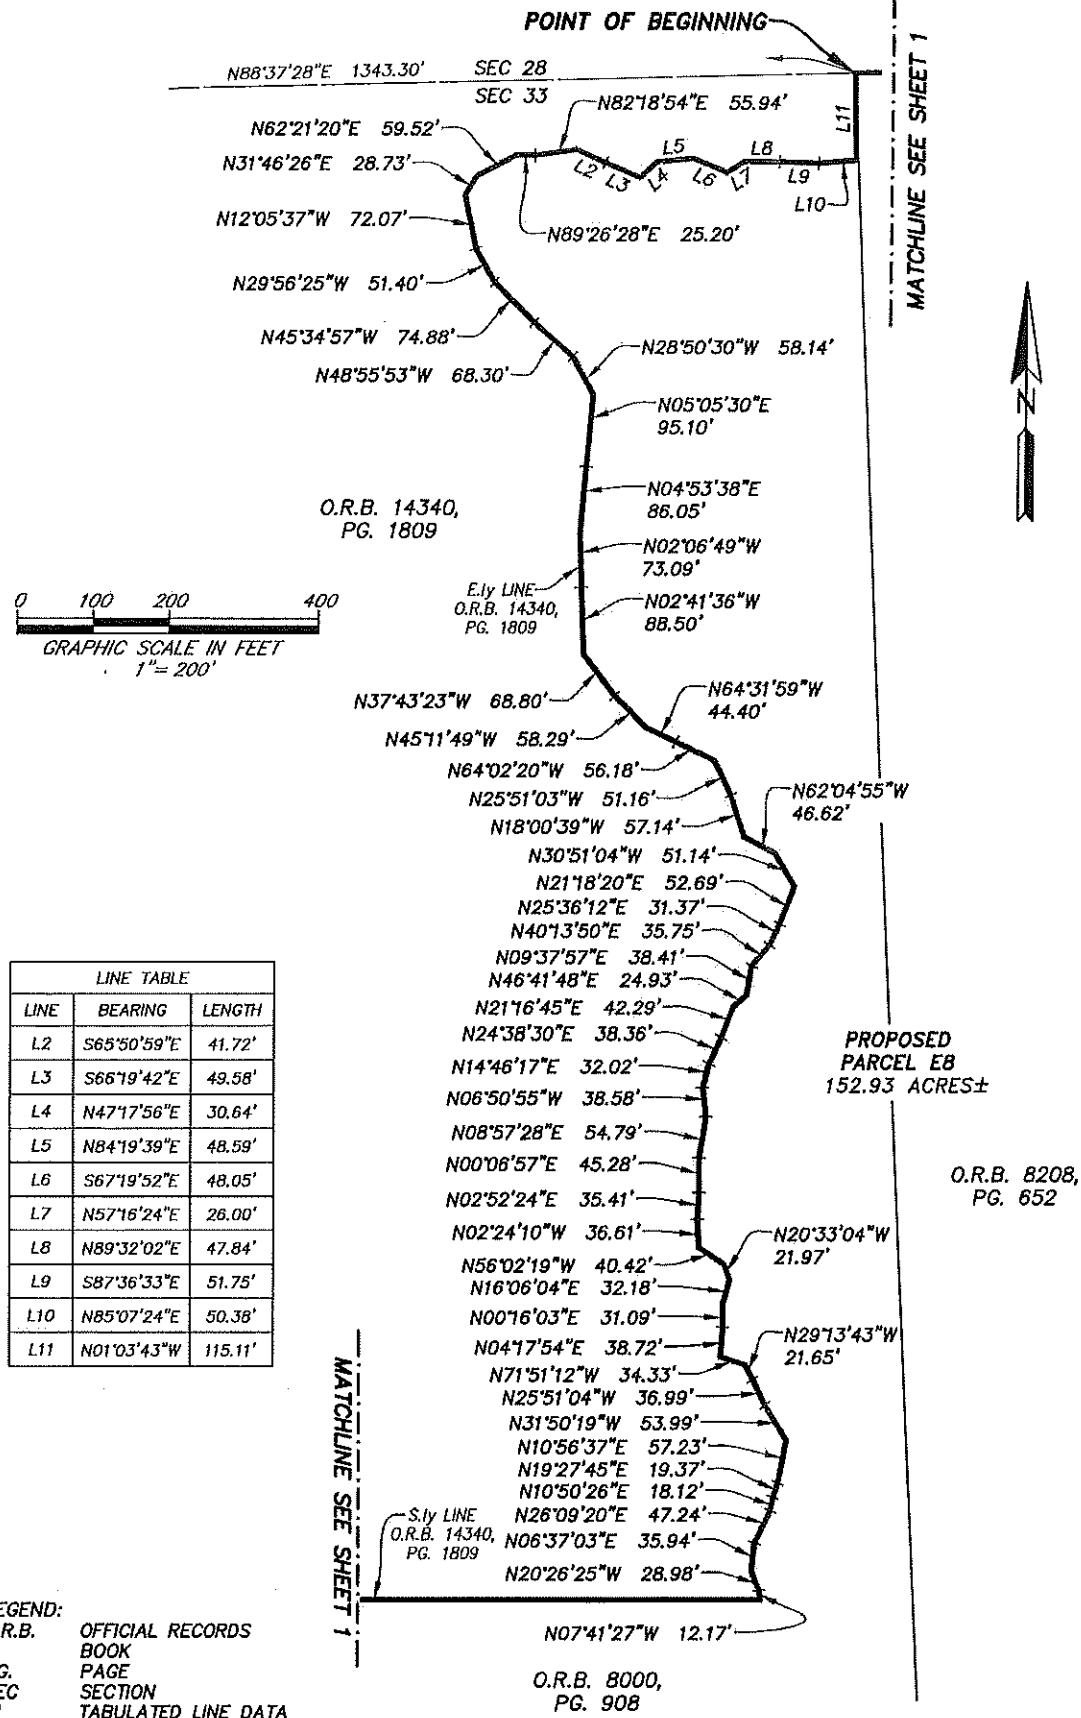 POINT OF BEGINNING
MATCHLINE SEE SHEET 1
N88°37'28"E 1343.30'
SEC 28
SEC 33
N82°18'54"E 55.94'
N62°21'20"E 59.52'
N31°46'26"E 28.73'
L11
L5
L8
L2
L3
L4
L6
L7
L9
L10
N12°05'37"W 72.07'
N89°26'28"E 25.20'
N29°56'25"W 51.40'
N45°34'57"W 74.88'
N28°50'30"W 58.14'
N48°55'53"W 68.30'
N05°05'30"E
95.10'
N
O.R.B. 14340,
PG. 1809
N04°53'38"E
86.05'
N02°06'49"W
73.09'
E.ly LINE
O.R.B. 14340,
PG. 1809
N02°41'36"W
88.50'
0 100 200 400
GRAPHIC SCALE IN FEET
1"= 200'
N37°43'23"W 68.80'
N64°31'59"W
44.40'
N45°11'49"W 58.29'
N64°02'20"W 56.18'
N25°51'03"W 51.16'
N62°04'55"W
46.62'
N18°00'39"W 57.14'
N30°51'04"W 51.14'
N21°18'20"E 52.69'
N25°36'12"E 31.37'
N40°13'50"E 35.75'
N09°37'57"E 38.41'
N46°41'48"E 24.93'
N21°16'45"E 42.29'
N24°38'30"E 38.36'
N14°46'17"E 32.02'
N06°50'55"W 38.58'
N08°57'28"E 54.79'
N00°06'57"E 45.28'
N02°52'24"E 35.41'
N02°24'10"W 36.61'
N20°33'04"W
21.97'
N56°02'19"W 40.42'
N16°06'04"E 32.18'
N00°16'03"E 31.09'
N04°17'54"E 38.72'
N29°13'43"W
21.65'
N71°51'12"W 34.33'
N25°51'04"W 36.99'
N31°50'19"W 53.99'
N10°56'37"E 57.23'
N19°27'45"E 19.37'
N10°50'26"E 18.12'
N26°09'20"E 47.24'
N06°37'03"E 35.94'
N20°26'25"W 28.98'
N07°41'27"W 12.17'
PROPOSED
PARCEL E8
152.93 ACRES±
O.R.B. 8208,
PG. 652
LINE TABLE
LINE BEARING LENGTH
L2 S65°50'59"E 41.72'
L3 S66°19'42"E 49.58'
L4 N47°17'56"E 30.64'
L5 N84°19'39"E 48.59'
L6 S67°19'52"E 48.05'
L7 N57°16'24"E 26.00'
L8 N89°32'02"E 47.84'
L9 S87°36'33"E 51.75'
L10 N85°07'24"E 50.38'
L11 N01°03'43"W 115.11'
MATCHLINE SEE SHEET 1
S.ly LINE
O.R.B. 14340,
PG. 1809
O.R.B. 8000,
PG. 908
EGEND:
R.B. OFFICIAL RECORDS
BOOK
G. PAGE
EC SECTION
TABULATED LINE DATA